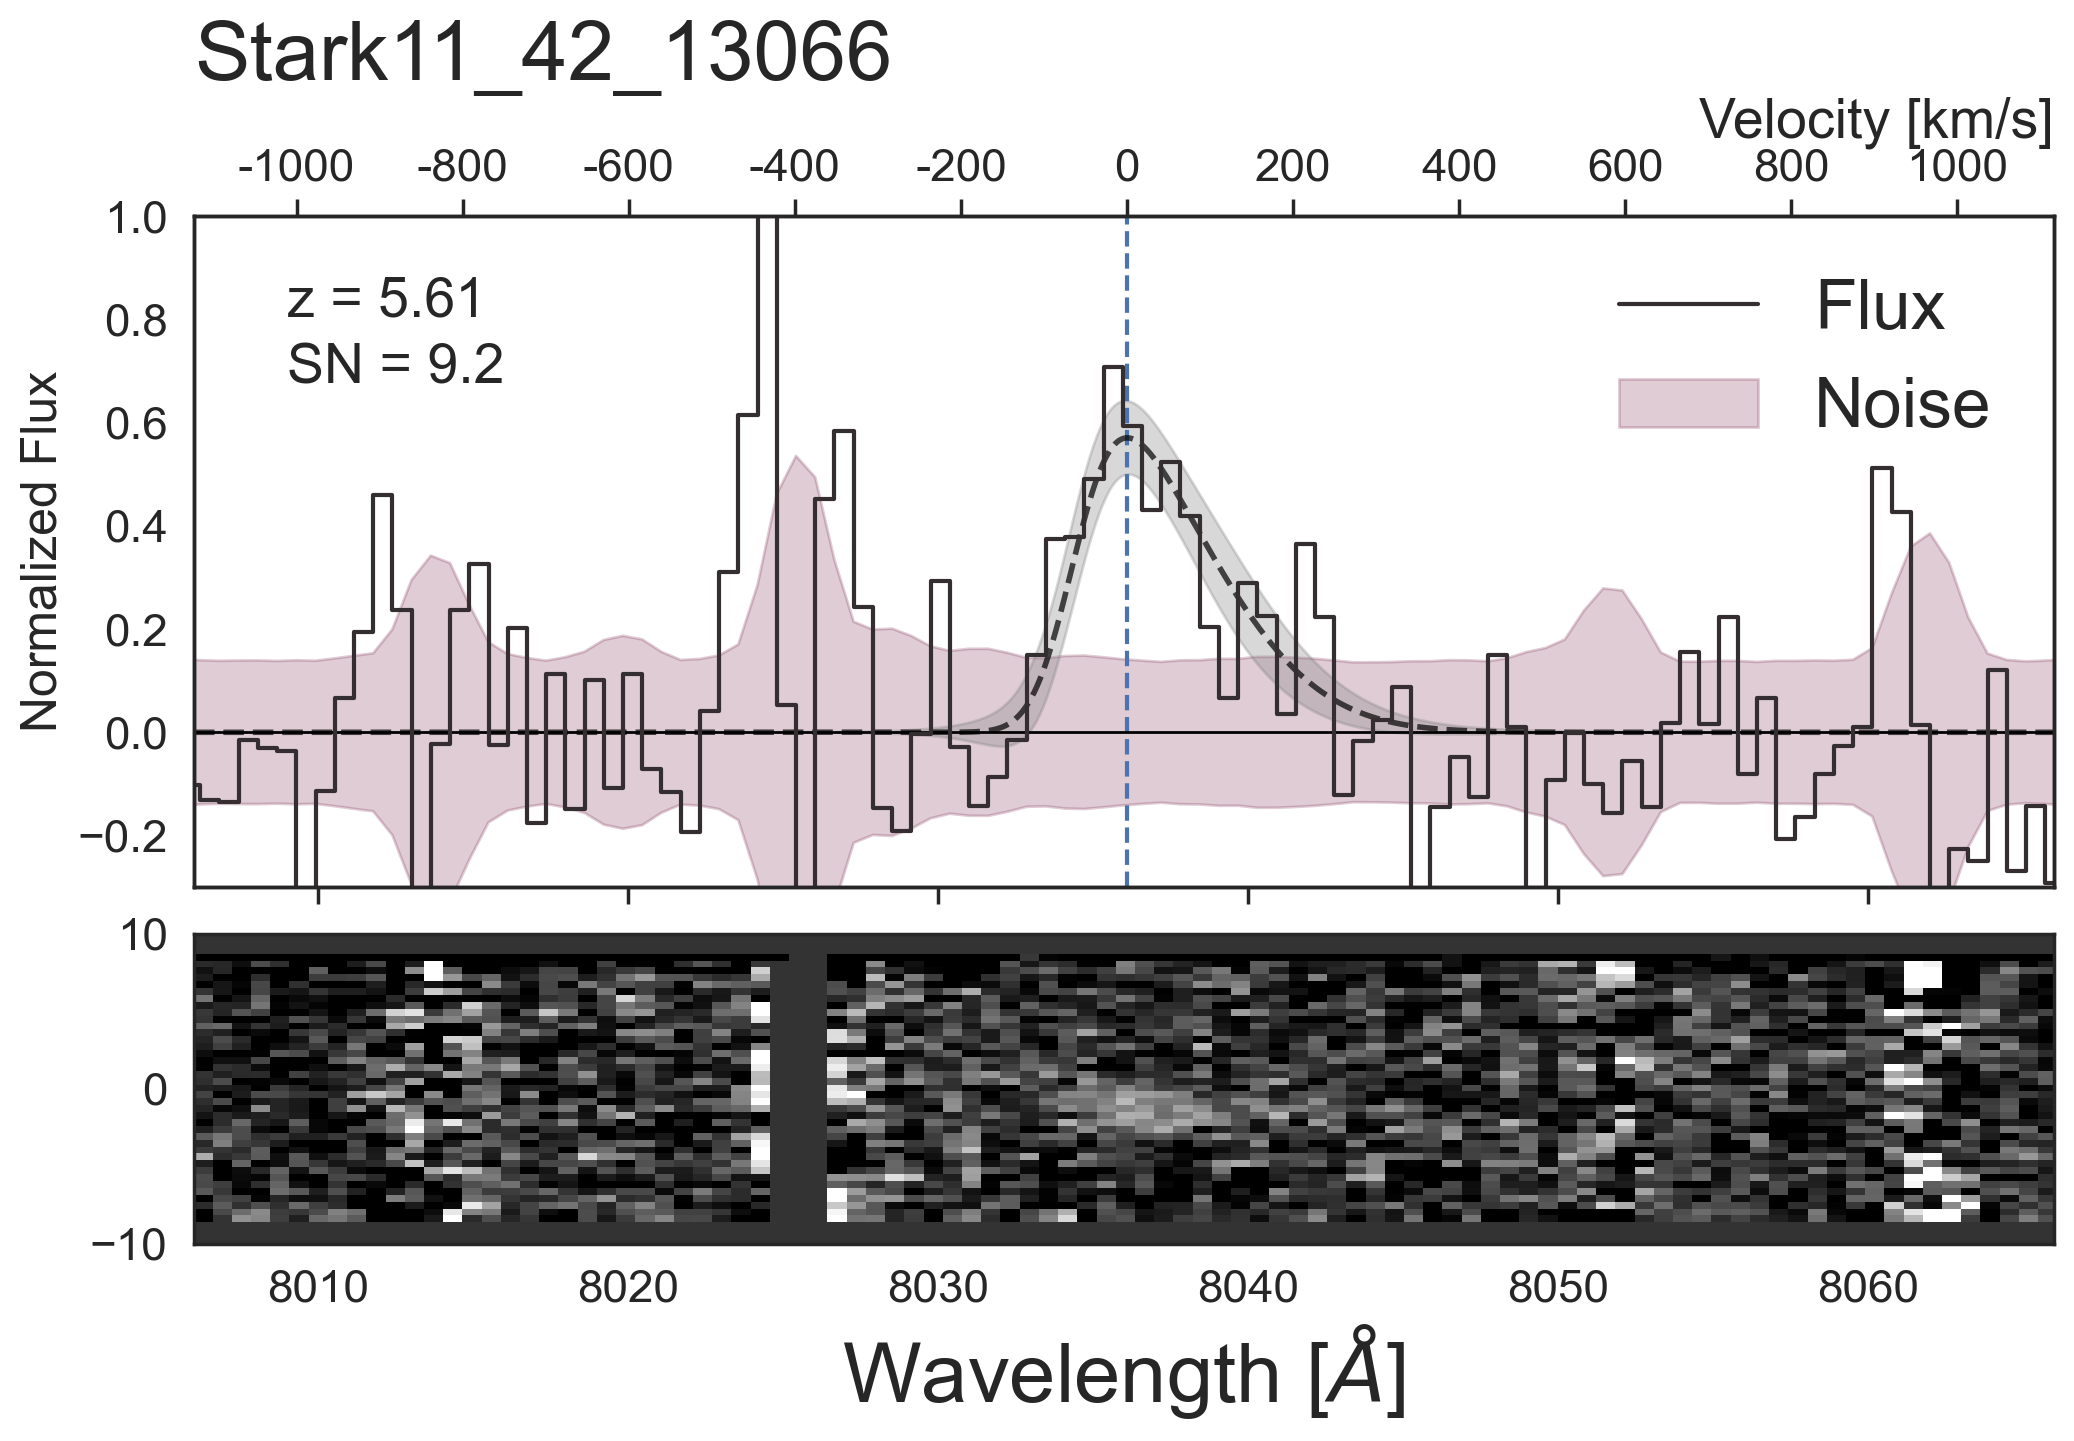 Stark11_42_13066
Velocity [km/s]
-1000 -800 -600 -400 -200 0 200 400 600 800 1000
1.0
0.8
0.6
0.4
0.2
0.0
−0.2
Normalized Flux
z = 5.61
SN = 9.2
Flux
Noise
10
0
−10
8010 8020 8030 8040 8050 8060
Wavelength [Å]